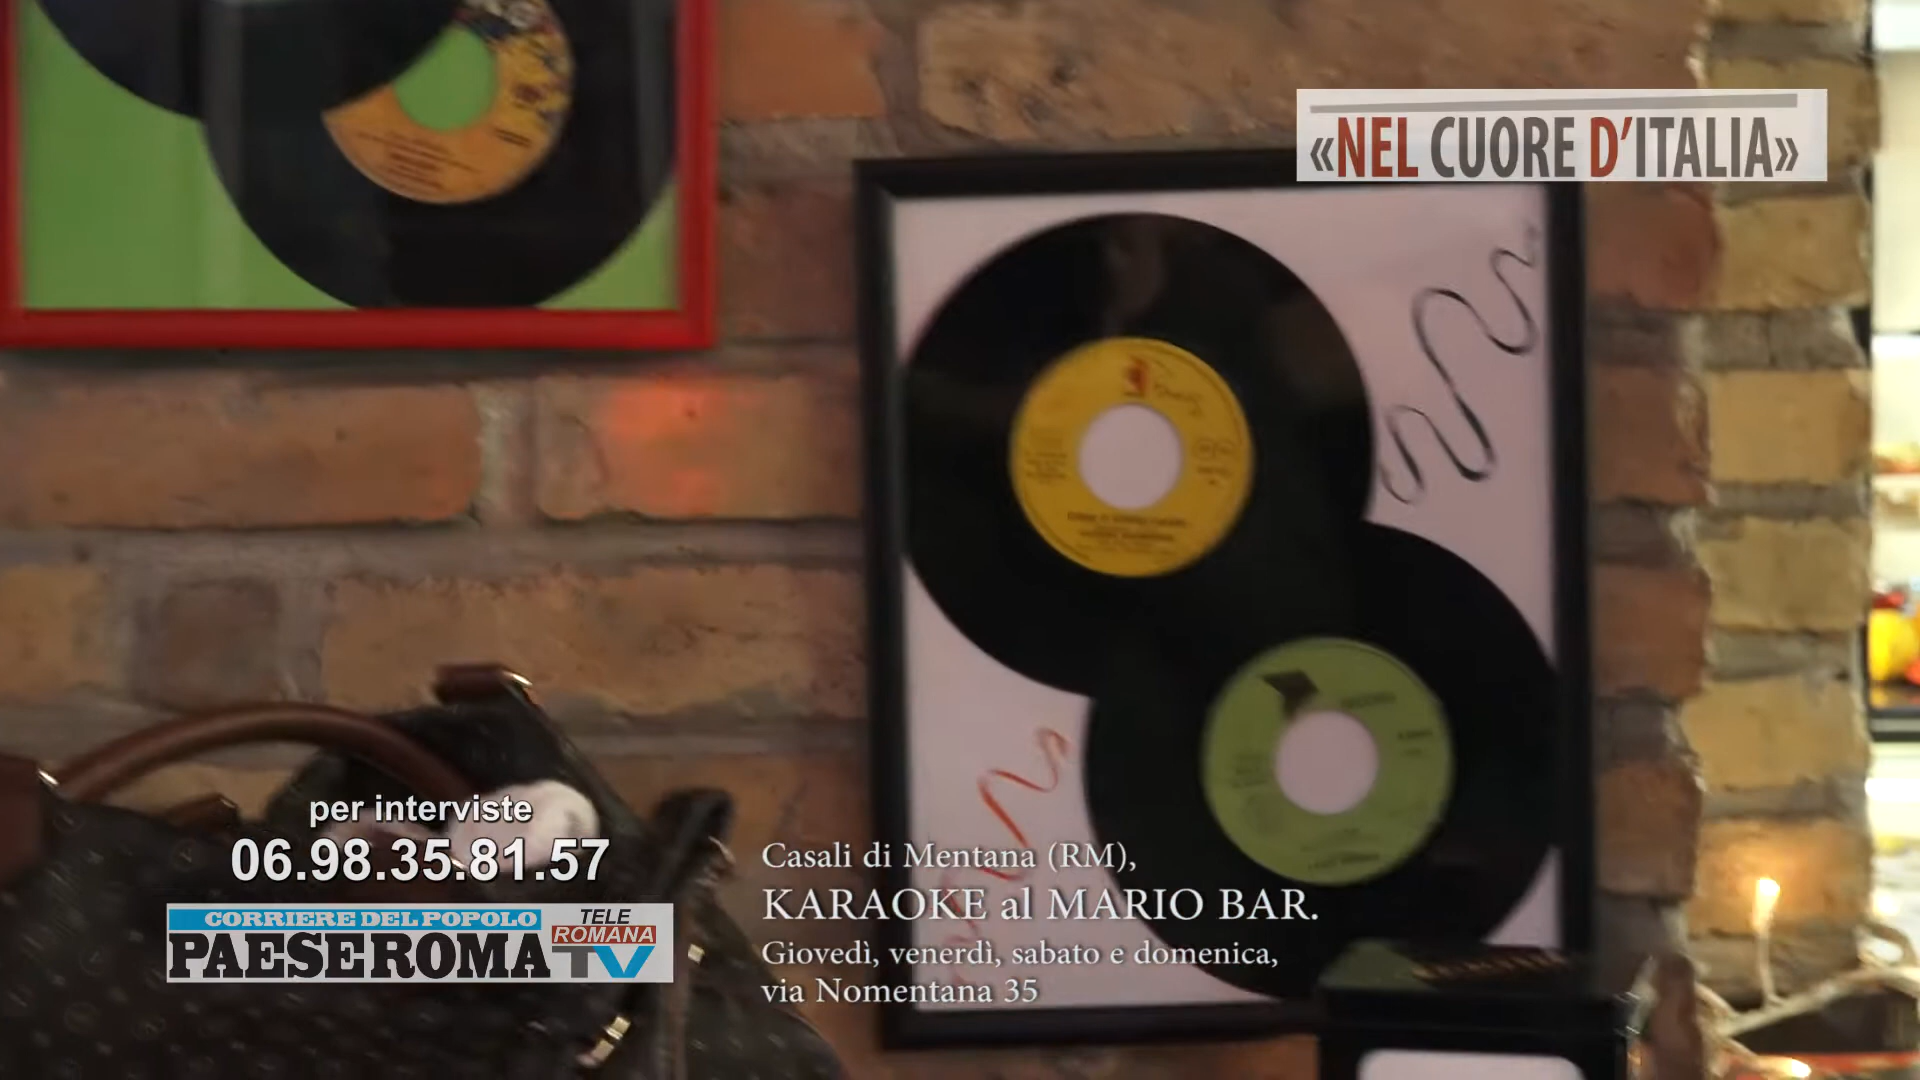 «NEL CUORE D'ITALIA»
per interviste
06.98.35.81.57
CORRIERE DEL POPOLO
PAESEROMA
TELE
ROMANA
TV
Casali di Mentana (RM),
KARAOKE al MARIO BAR.
Giovedì, venerdì, sabato e domenica,
via Nomentana 35